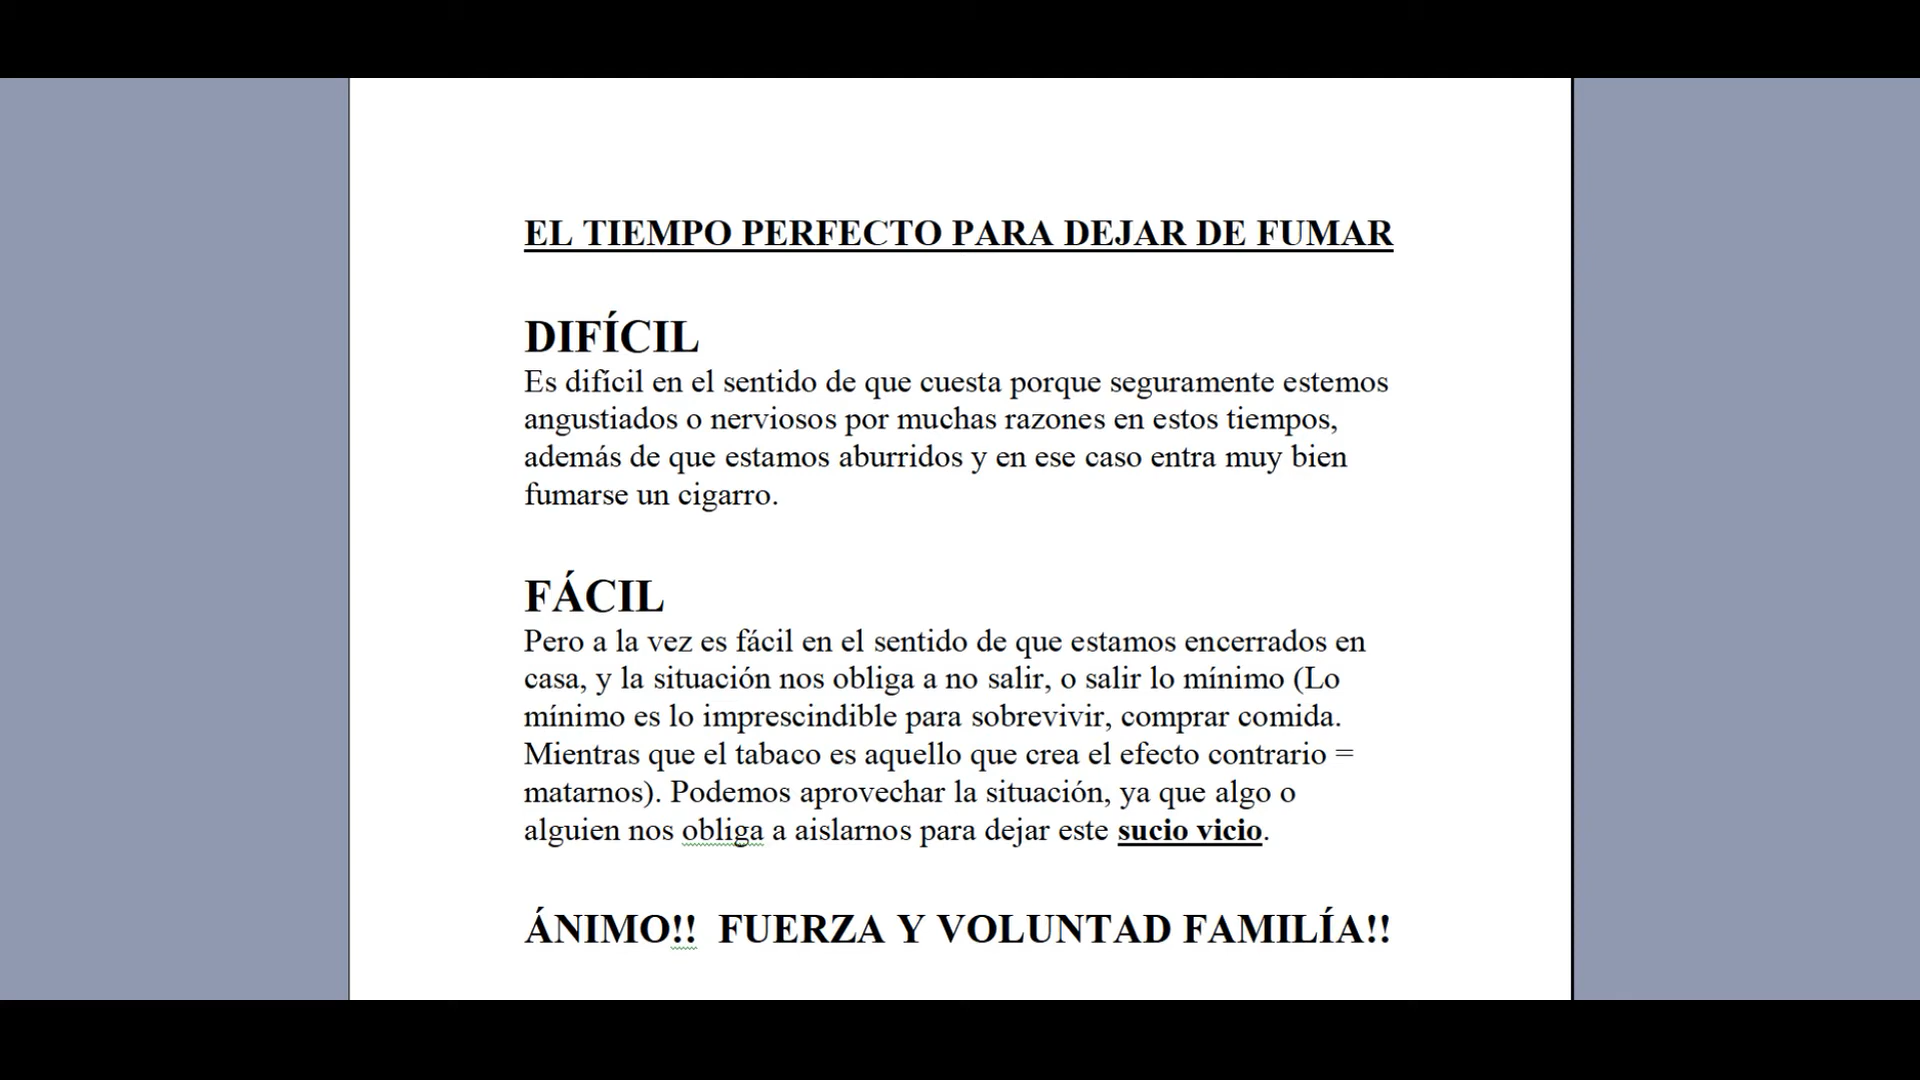 EL TIEMPO PERFECTO PARA DEJAR DE FUMAR
DIFÍCIL
Es difícil en el sentido de que cuesta porque seguramente estemos
angustiados o nerviosos por muchas razones en estos tiempos,
además de que estamos aburridos y en ese caso entra muy bien
fumarse un cigarro.
FÁCIL
Pero a la vez es fácil en el sentido de que estamos encerrados en
casa, y la situación nos obliga a no salir, o salir lo mínimo (Lo
mínimo es lo imprescindible para sobrevivir, comprar comida.
Mientras que el tabaco es aquello que crea el efecto contrario =
matarnos). Podemos aprovechar la situación, ya que algo o
alguien nos obliga a aislarnos para dejar este sucio vicio.
ÁNIMO!!  FUERZA Y VOLUNTAD FAMILÍA!!